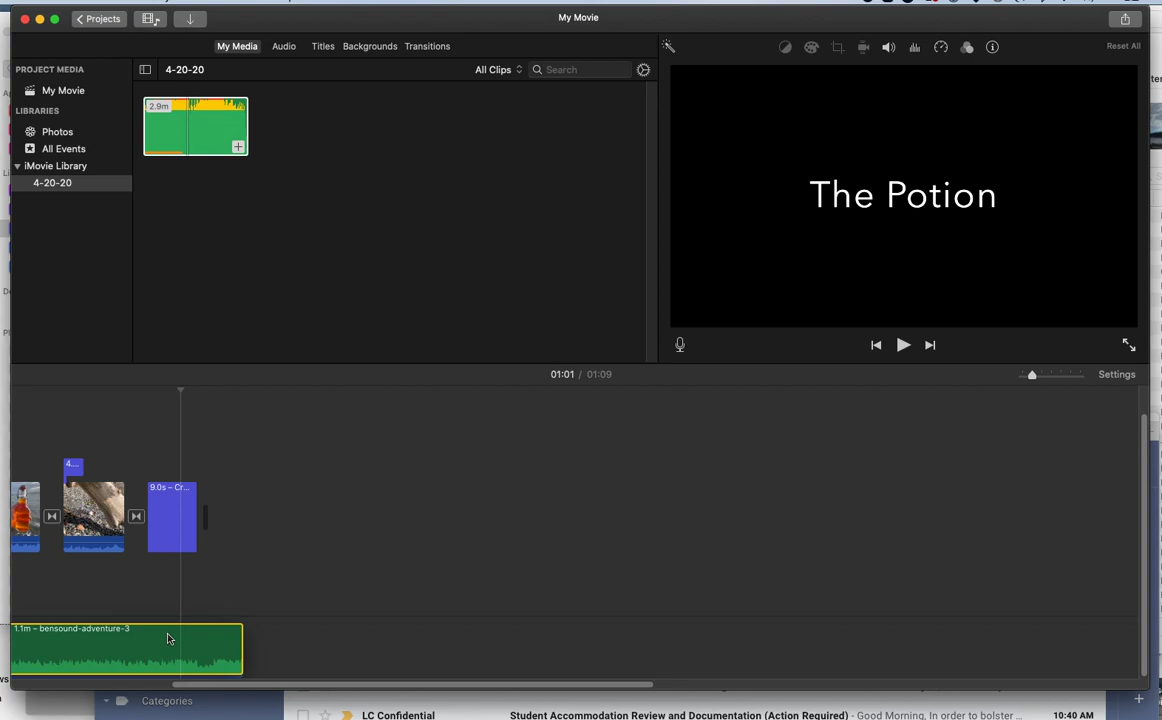 Projects
My Movie
My Media Audio Titles Backgrounds Transitions
Reset All
PROJECT MEDIA
My Movie
LIBRARIES
Photos
All Events
iMovie Library
4-20-20
4-20-20
All Clips
Search
2.9m
The Potion
01:01 / 01:09
Settings
4...
9.0s – Cr...
1.1m – bensound-adventure-3
Categories
LC Confidential
Student Accommodation Review and Documentation (Action Required) - Good Morning, In order to bolster ...
10:40 AM